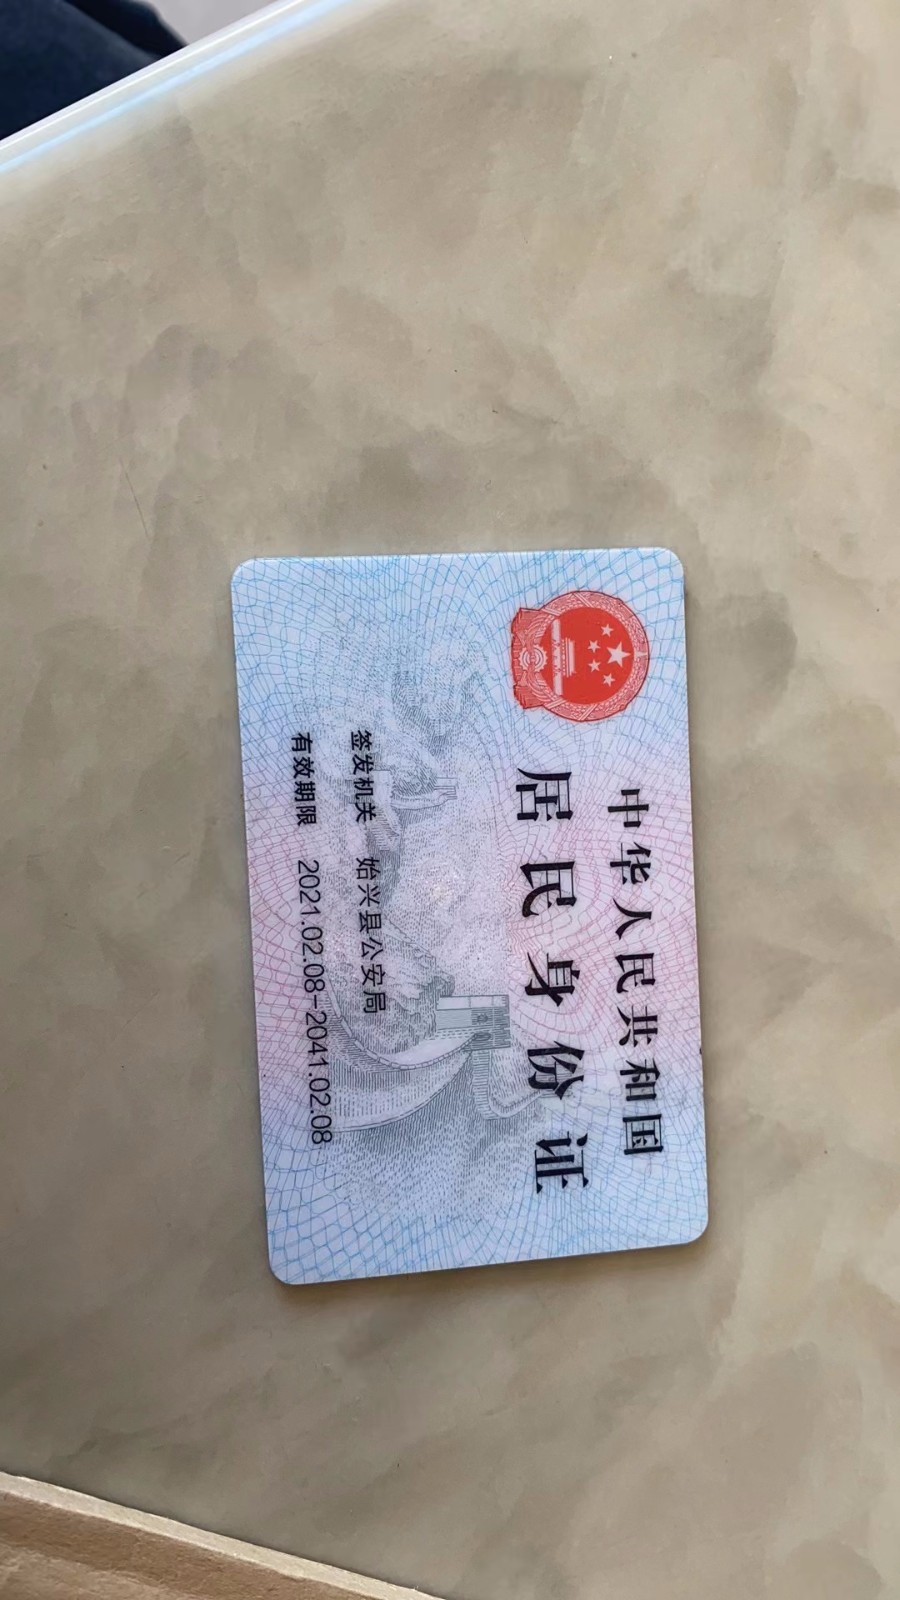 中华人民共和国
居民身份证
签发机关 始兴县公安局
有效期限 2021.02.08-2041.02.08